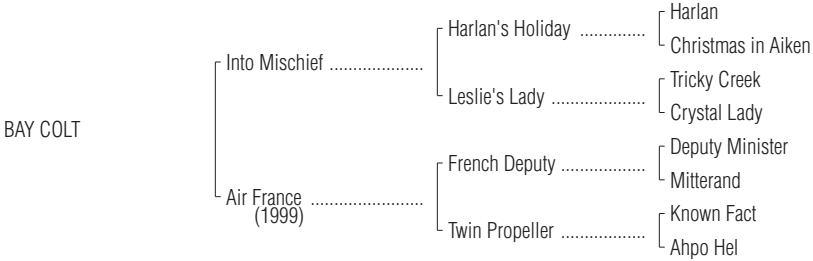 Harlan
Harlan's Holiday ..............
Christmas in Aiken
Into Mischief ....................
Tricky Creek
Leslie's Lady ....................
Crystal Lady
BAY COLT
Deputy Minister
French Deputy ..................
Mitterand
Air France ........................
(1999)
Known Fact
Twin Propeller ..................
Ahpo Hel